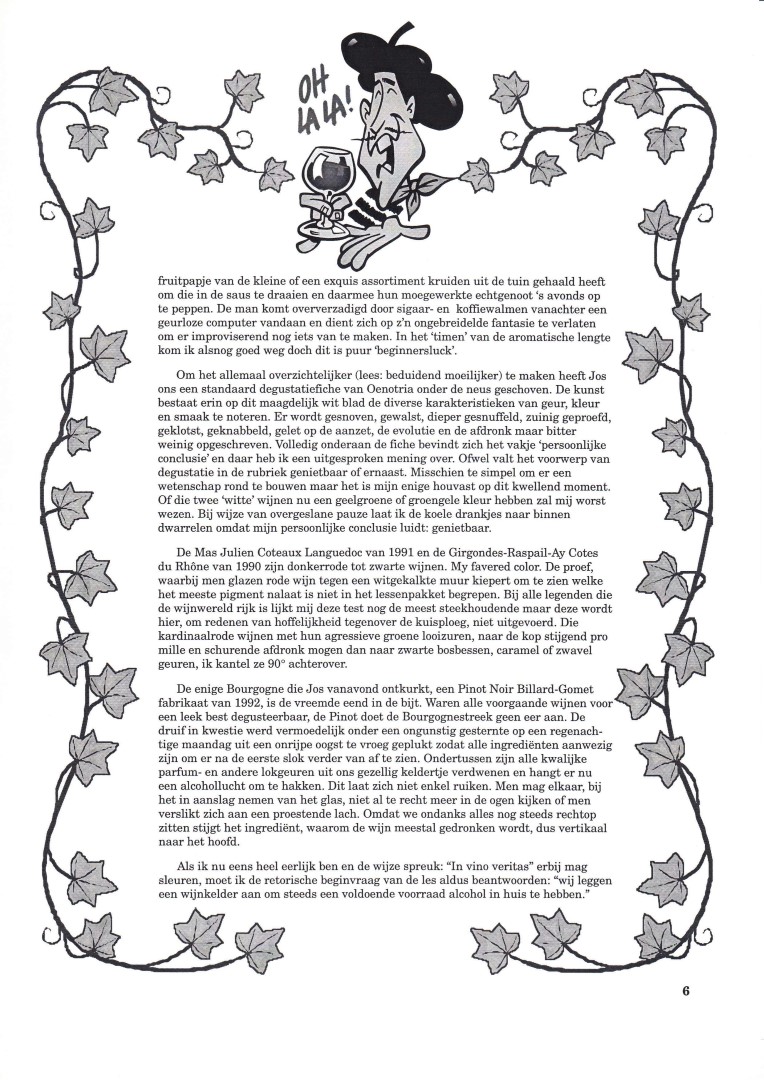 OH
LA LA!
fruitpapje van de kleine of een exquis assortiment kruiden uit de tuin gehaald heeft
om die in de saus te draaien en daarmee hun moegewerkte echtgenoot ‘s avonds op
te peppen. De man komt oververzadigd door sigaar- en koffiewalmen vanachter een
geurloze computer vandaan en dient zich op z’n ongebreidelde fantasie te verlaten
om er improviserend nog iets van te maken. In het ‘timen’ van de aromatische lengte
kom ik alsnog goed weg doch dit is puur ‘beginnersluck’.
Om het allemaal overzichtelijker (lees: beduidend moeilijker) te maken heeft Jos
ons een standaard degustatiefiche van Oenotria onder de neus geschoven. De kunst
bestaat erin op dit maagdelijk wit blad de diverse karakteristieken van geur, kleur
en smaak te noteren. Er wordt gesnoven, gewalst, dieper gesnuffeld, zuinig geproefd,
geklotst, geknabbeld, gelet op de aanzet, de evolutie en de afdronk maar bitter
weinig opgeschreven. Volledig onderaan de fiche bevindt zich het vakje ‘persoonlijke
conclusie’ en daar heb ik een uitgesproken mening over. Ofwel valt het voorwerp van
degustatie in de rubriek genietbaar of ernaast. Misschien te simpel om er een
wetenschap rond te bouwen maar het is mijn enige houvast op dit kwellend moment.
Of die twee ‘witte’ wijnen nu een geelgroene of groengele kleur hebben zal mij worst
wezen. Bij wijze van overgeslane pauze laat ik de koele drankjes naar binnen
dwarrelen omdat mijn persoonlijke conclusie luidt: genietbaar.
De Mas Julien Coteaux Languedoc van 1991 en de Girgondes-Raspail-Ay Cotes
du Rhône van 1990 zijn donkerrode tot zwarte wijnen. My favered color. De proef,
waarbij men glazen rode wijn tegen een witgekalkte muur kiepert om te zien welke
het meeste pigment nalaat is niet in het lessenpakket begrepen. Bij alle legenden die
de wijnwereld rijk is lijkt mij deze test nog de meest steekhoudende maar deze wordt
hier, om redenen van hoffelijkheid tegenover de kuisploeg, niet uitgevoerd. Die
kardinaalrode wijnen met hun agressieve groene looizuren, naar de kop stijgend pro
mille en schurende afdronk mogen dan naar zwarte bosbessen, caramel of zwavel
geuren, ik kantel ze 90° achterover.
De enige Bourgogne die Jos vanavond ontkurkt, een Pinot Noir Billard-Gomet
fabrikaat van 1992, is de vreemde eend in de bijt. Waren alle voorgaande wijnen voor
een leek best degusteerbaar, de Pinot doet de Bourgognestreek geen eer aan. De
druif in kwestie werd vermoedelijk onder een ongunstig gesternte op een regenach-
tige maandag uit een onrijpe oogst te vroeg geplukt zodat alle ingrediënten aanwezig
zijn om er na de eerste slok verder van af te zien. Ondertussen zijn alle kwalijke
parfum- en andere lokgeuren uit ons gezellig keldertje verdwenen en hangt er nu
een alcohollucht om te hakken. Dit laat zich niet enkel ruiken. Men mag elkaar, bij
het in aanslag nemen van het glas, niet al te recht meer in de ogen kijken of men
verslikt zich aan een proestende lach. Omdat we ondanks alles nog steeds rechtop
zitten stijgt het ingrediënt, waarom de wijn meestal gedronken wordt, dus vertikaal
naar het hoofd.
Als ik nu eens heel eerlijk ben en de wijze spreuk: “In vino veritas” erbij mag
sleuren, moet ik de retorische beginvraag van de les aldus beantwoorden: “wij leggen
een wijnkelder aan om steeds een voldoende voorraad alcohol in huis te hebben.”
6